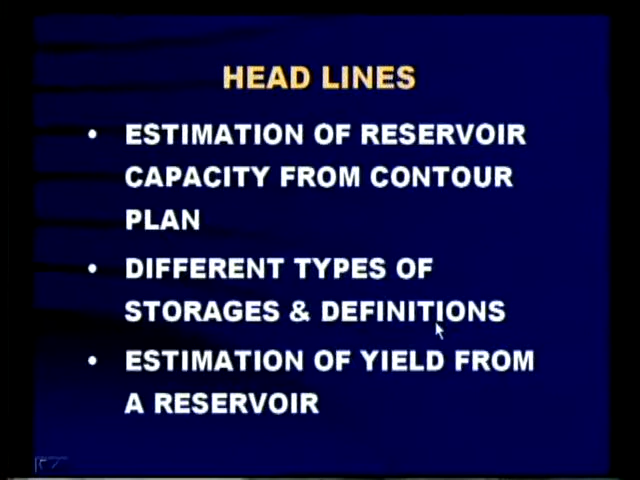 HEAD LINES
• ESTIMATION OF RESERVOIR
CAPACITY FROM CONTOUR
PLAN
• DIFFERENT TYPES OF
STORAGES & DEFINITIONS
• ESTIMATION OF YIELD FROM
A RESERVOIR